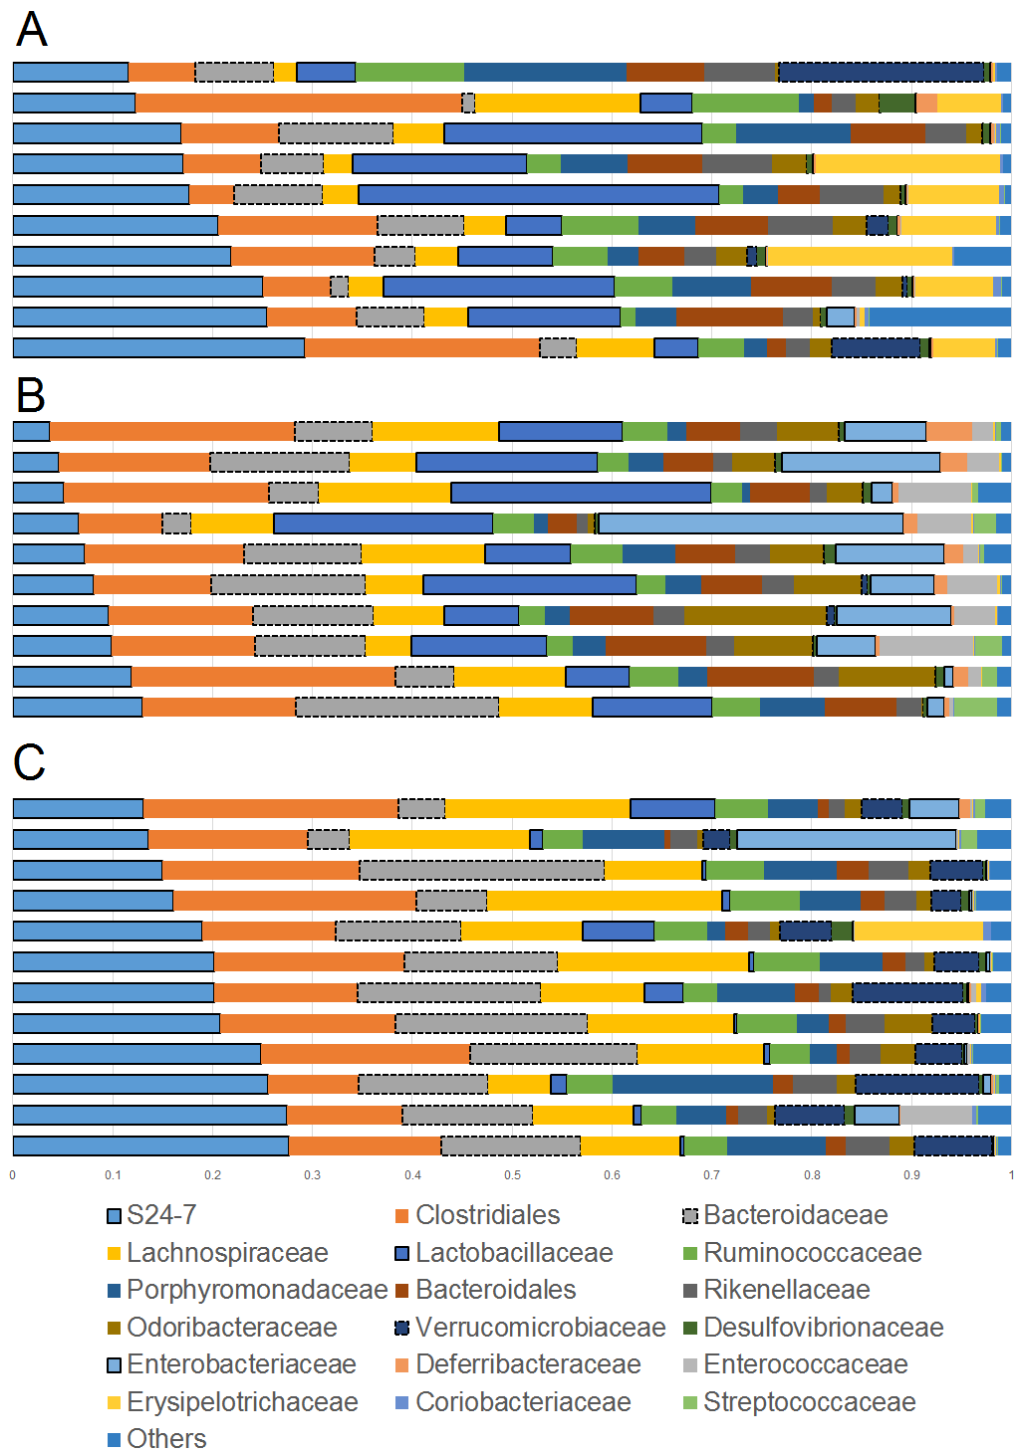 A
B
C
0 0.1 0.2 0.3 0.4 0.5 0.6 0.7 0.8 0.9 1
S24-7 Clostridiales Bacteroidaceae
Lachnospiraceae Lactobacillaceae Ruminococcaceae
Porphyromonadaceae Bacteroidales Rikenellaceae
Odoribacteraceae Verrucomicrobiaceae Desulfovibrionaceae
Enterobacteriaceae Deferribacteraceae Enterococcaceae
Erysipelotrichaceae Coriobacteriaceae Streptococcaceae
Others